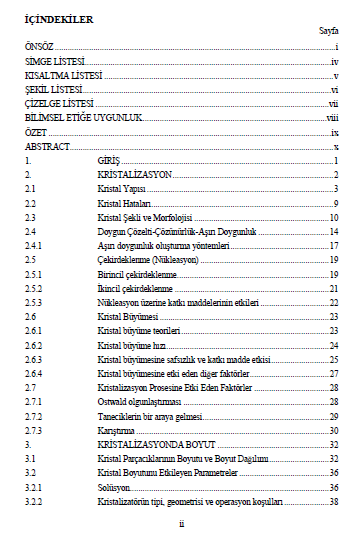 İÇİNDEKİLER
Sayfa
ÖNSÖZ i
SİMGE LİSTESİ iv
KISALTMA LİSTESİ v
ŞEKİL LİSTESİ vi
ÇİZELGE LİSTESİ vii
BİLİMSEL ETİĞE UYGUNLUK viii
ÖZET ix
ABSTRACT x
1. GİRİŞ 1
2. KRİSTALİZASYON 2
2.1 Kristal Yapısı 3
2.2 Kristal Hataları 9
2.3 Kristal Şekli ve Morfolojisi 10
2.4 Doygun Çözelti-Çözünürlük-Aşırı Doygunluk 14
2.4.1 Aşırı doygunluk oluşturma yöntemleri 17
2.5 Çekirdeklenme (Nükleasyon) 19
2.5.1 Birincil çekirdeklenme 19
2.5.2 İkincil çekirdeklenme 21
2.5.3 Nükleasyon üzerine katkı maddelerinin etkileri 22
2.6 Kristal Büyümesi 23
2.6.1 Kristal büyüme teorileri 23
2.6.2 Kristal büyüme hızı 24
2.6.3 Kristal büyümesine safsızlık ve katkı madde etkisi 25
2.6.4 Kristal büyümesine etki eden diğer faktörler 27
2.7 Kristalizasyon Prosesine Etki Eden Faktörler 28
2.7.1 Ostwald olgunlaştırması 28
2.7.2 Taneciklerin bir araya gelmesi 29
2.7.3 Karıştırma 30
3. KRİSTALİZASYONDA BOYUT 32
3.1 Kristal Parçacıklarının Boyutu ve Boyut Dağılımı 32
3.2 Kristal Boyutunu Etkileyen Parametreler 36
3.2.1 Solüsyon 36
3.2.2 Kristalizatörün tipi, geometrisi ve operasyon koşulları 38
ii